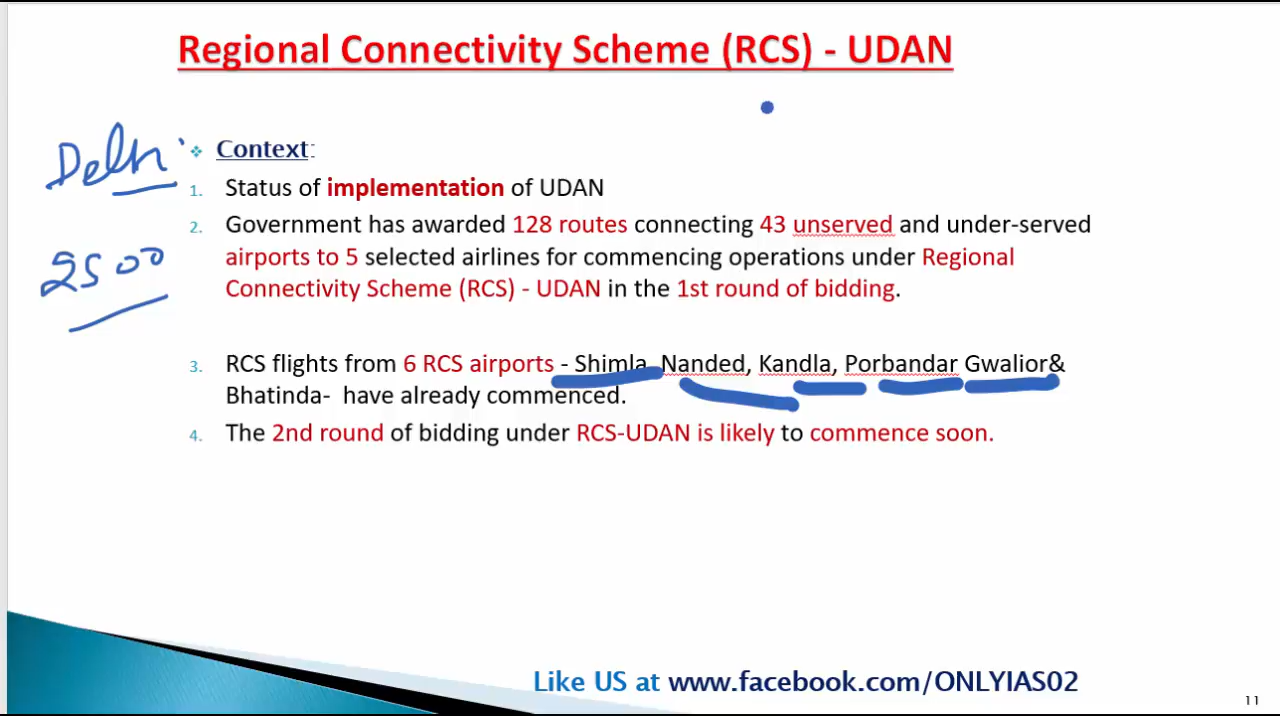 Regional Connectivity Scheme (RCS) - UDAN
Delhi
❖ Context:
1. Status of implementation of UDAN
2. Government has awarded 128 routes connecting 43 unserved and under-served
airports to 5 selected airlines for commencing operations under Regional
Connectivity Scheme (RCS) - UDAN in the 1st round of bidding.
2500
3. RCS flights from 6 RCS airports - Shimla, Nanded, Kandla, Porbandar Gwalior&
Bhatinda- have already commenced.
4. The 2nd round of bidding under RCS-UDAN is likely to commence soon.
Like US at www.facebook.com/ONLYIAS02
11